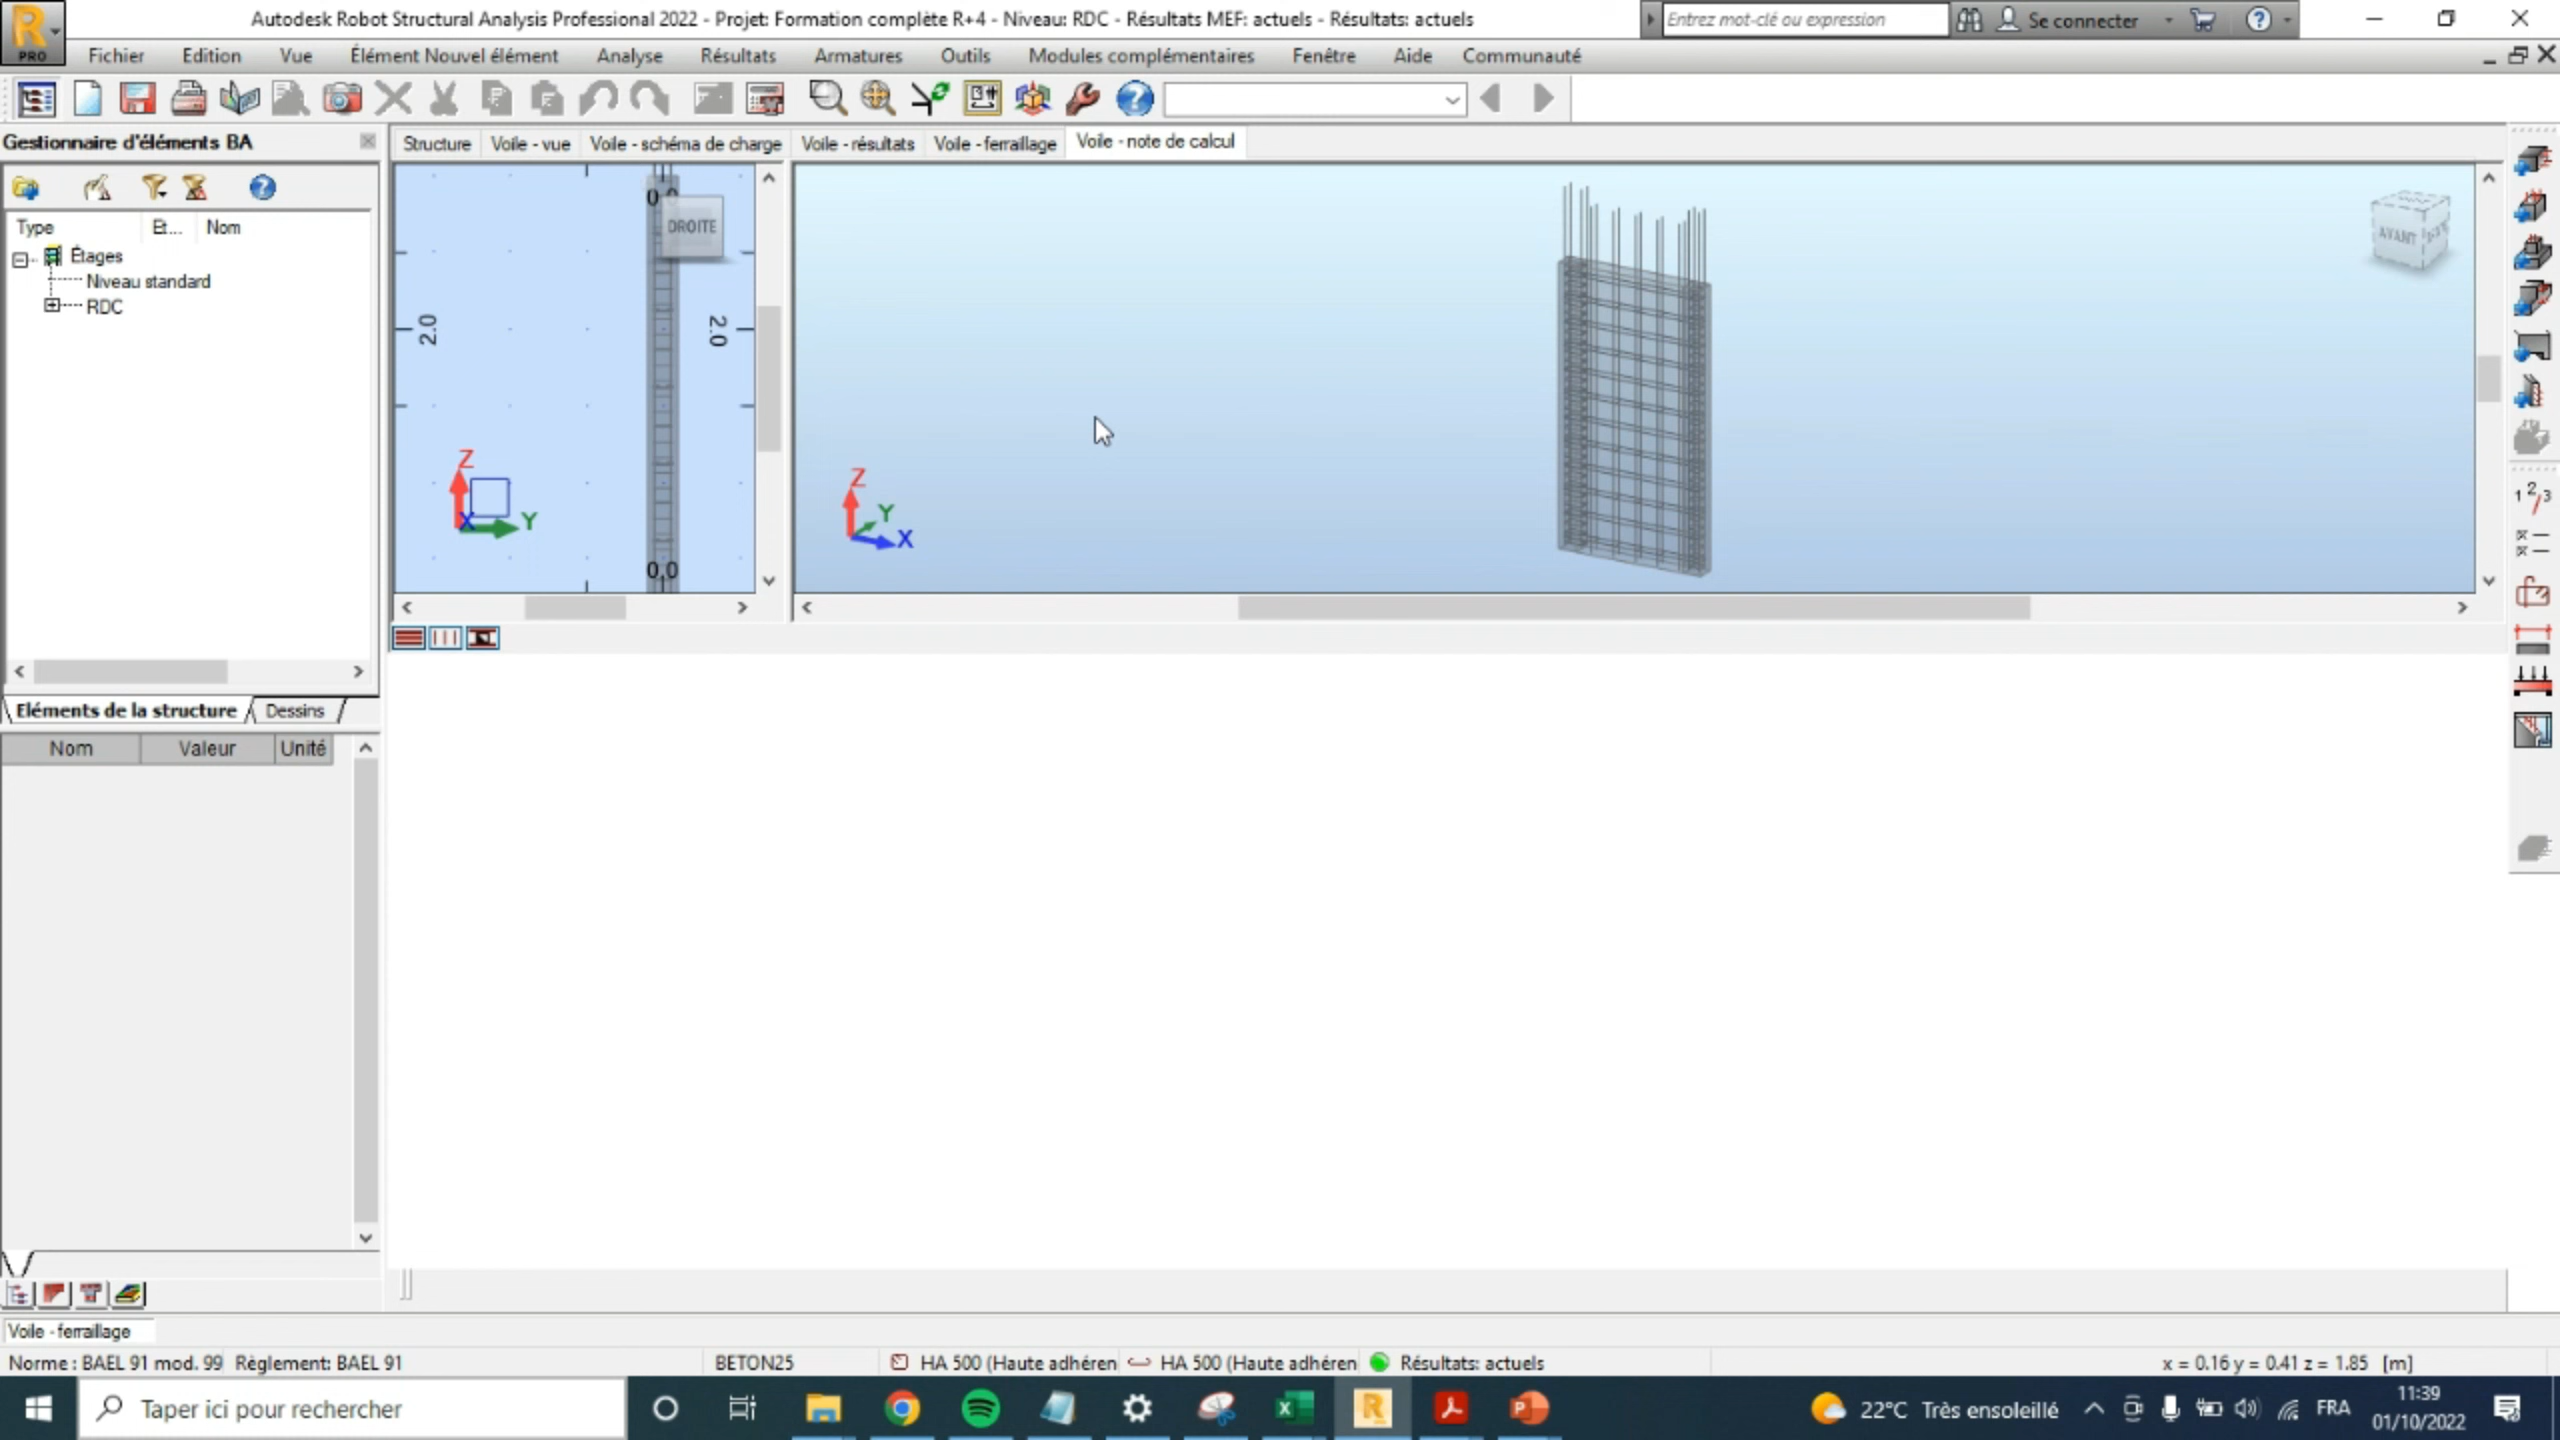 Autodesk Robot Structural Analysis Professional 2022 - Projet: Formation complète R+4 - Niveau: RDC - Résultats MEF: actuels - Résultats: actuels
Entrez mot-clé ou expression
Se connecter
PRO
Fichier Edition Vue Élément Nouvel élément Analyse Résultats Armatures Outils Modules complémentaires Fenêtre Aide Communauté
Gestionnaire d'éléments BA
Structure Voile - vue Voile - schéma de charge Voile - résultats Voile - ferraillage Voile - note de calcul
Type Et... Nom
Étages
Niveau standard
RDC
DROITE
2.0
2.0
Z
X
Y
0,0
Z
Y
X
AVANT
Eléments de la structure Dessins
Nom Valeur Unité
Voile - ferraillage
Norme : BAEL 91 mod. 99 Règlement: BAEL 91 BETON25 HA 500 (Haute adhéren HA 500 (Haute adhéren Résultats: actuels x = 0.16 y = 0.41 z = 1.85 [m]
Taper ici pour rechercher
22°C Très ensoleillé
FRA
11:39
01/10/2022